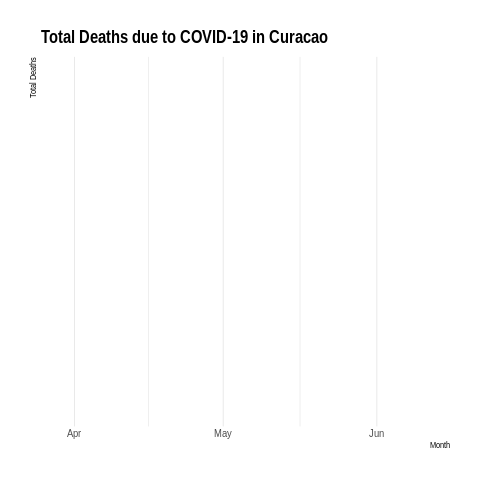 Total Deaths due to COVID-19 in Curacao
Total Deaths
Apr
May
Jun
Month